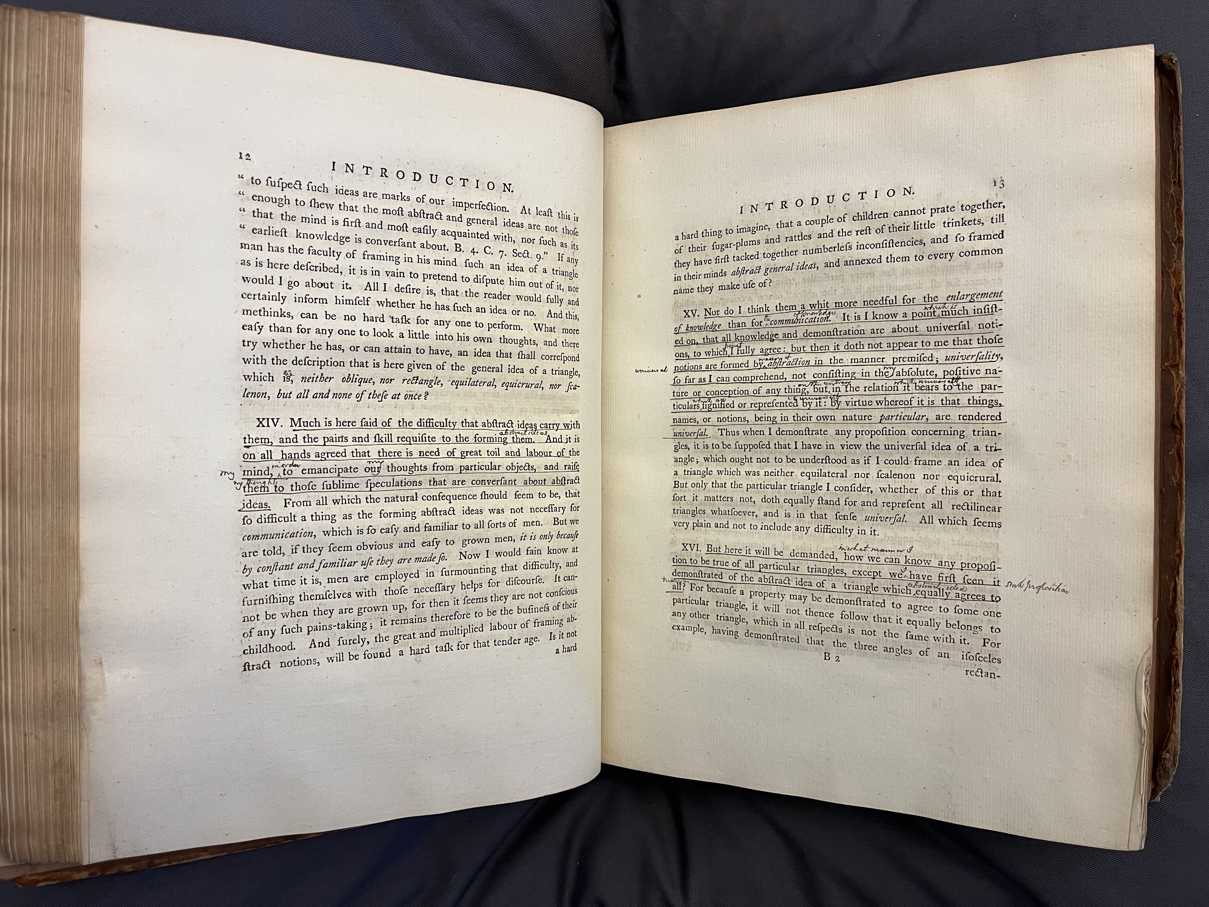 12
INTRODUCTION.
“ to ſuſpect ſuch ideas are marks of our imperfection. At leaſt this is
“ enough to ſhew that the moſt abſtract and general ideas are not thoſe
“ that the mind is firſt and moſt eaſily acquainted with, nor ſuch as its
“ earlieſt knowledge is converſant about. B. 4. C. 7. Sect. 9.” If any
man has the faculty of framing in his mind ſuch an idea of a triangle
as is here deſcribed, it is in vain to pretend to diſpute him out of it, nor
would I go about it. All I deſire is, that the reader would fully and
certainly inform himſelf whether he has ſuch an idea or no. And this,
methinks, can be no hard taſk for any one to perform. What more
eaſy than for any one to look a little into his own thoughts, and there
try whether he has, or can attain to have, an idea that ſhall correſpond
with the deſcription that is here given of the general idea of a triangle,
which is, neither oblique, nor rectangle, equilateral, equicrural, nor ſca-
lenon, but all and none of theſe at once?
XIV. Much is here ſaid of the difficulty that abſtract ideas carry with
abstract ideas
them, and the pains and ſkill requiſite to the forming them. And it is
on all hands agreed that there is need of great toil and labour of the
my
mind, to emancipate our thoughts from particular objects, and raiſe
my thoughts
them to thoſe ſublime ſpeculations that are converſant about abſtract
ideas. From all which the natural conſequence ſhould ſeem to be, that
ſo difficult a thing as the forming abſtract ideas was not neceſſary for
communication, which is ſo eaſy and familiar to all ſorts of men. But we
are told, if they ſeem obvious and eaſy to grown men, it is only becauſe
by conſtant and familiar uſe they are made ſo. Now I would fain know at
what time it is, men are employed in ſurmounting that difficulty, and
furniſhing themſelves with thoſe neceſſary helps for diſcourſe. It can-
not be when they are grown up, for then it ſeems they are not conſcious
of any ſuch pains-taking; it remains therefore to be the buſineſs of their
childhood. And ſurely, the great and multiplied labour of framing ab-
ſtract notions, will be found a hard taſk for that tender age. Is it not
a hard
13
INTRODUCTION.
a hard thing to imagine, that a couple of children cannot prate together,
of their ſugar-plums and rattles and the reſt of their little trinkets, till
they have firſt tacked together numberleſs inconſiſtencies, and ſo framed
in their minds abſtract general ideas, and annexed them to every common
name they make uſe of?
XV. Nor do I think them a whit more needful for the enlargement
of knowledge than for communication. It is I know a point much inſiſt-
ed on, that all knowledge and demonſtration are about univerſal noti-
ons, to which I fully agree: but then it doth not appear to me that thoſe
notions are formed by abſtraction in the manner premiſed; univerſality,
ſo far as I can comprehend, not conſiſting in the abſolute, poſitive na-
ture or conception of any thing, but in the relation it bears to the par-
ticulars ſignified or repreſented by it: by virtue whereof it is that things,
names, or notions, being in their own nature particular, are rendered
univerſal. Thus when I demonſtrate any propoſition concerning trian-
gles, it is to be ſuppoſed that I have in view the univerſal idea of a tri-
angle; which ought not to be underſtood as if I could frame an idea of
a triangle which was neither equilateral nor ſcalenon nor equicrural.
But only that the particular triangle I conſider, whether of this or that
ſort it matters not, doth equally ſtand for and repreſent all rectilinear
triangles whatſoever, and is in that ſenſe univerſal. All which ſeems
very plain and not to include any difficulty in it.
in what manner
XVI. But here it will be demanded, how we can know any propoſi-
tion to be true of all particular triangles, except we have firſt ſeen it
demonſtrated of the abſtract idea of a triangle which equally agrees to
all? For becauſe a property may be demonſtrated to agree to ſome one
particular triangle, it will not thence follow that it equally belongs to
any other triangle, which in all reſpects is not the ſame with it. For
example, having demonſtrated that the three angles of an iſoſceles
B 2
rectan-